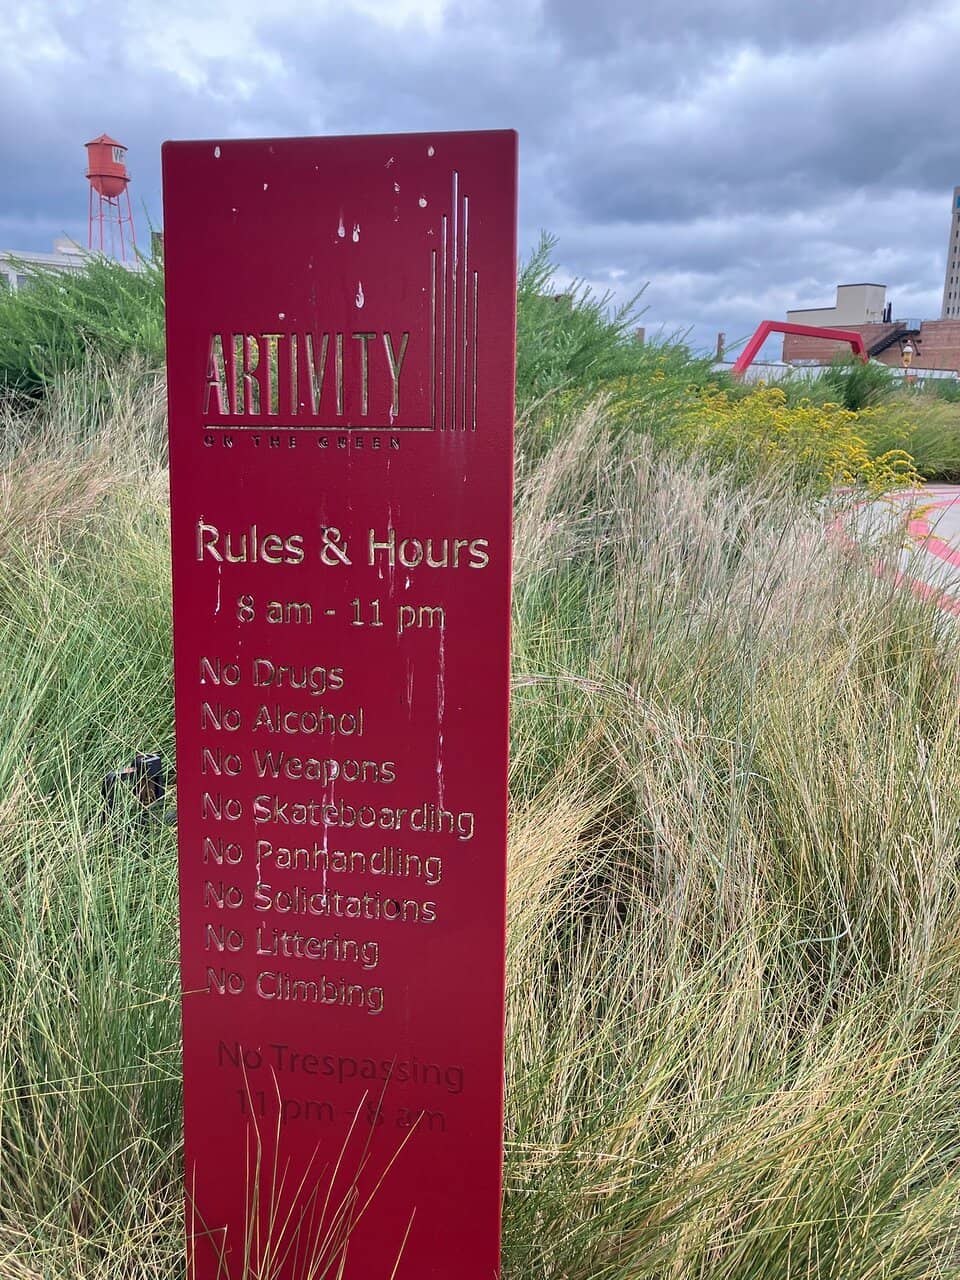 ARTIVITY
ON THE GREEN
Rules & Hours
8 am - 11 pm
No Drugs
No Alcohol
No Weapons
No Skateboarding
No Panhandling
No Solicitations
No Littering
No Climbing
No Trespassing
11 pm - 8 am